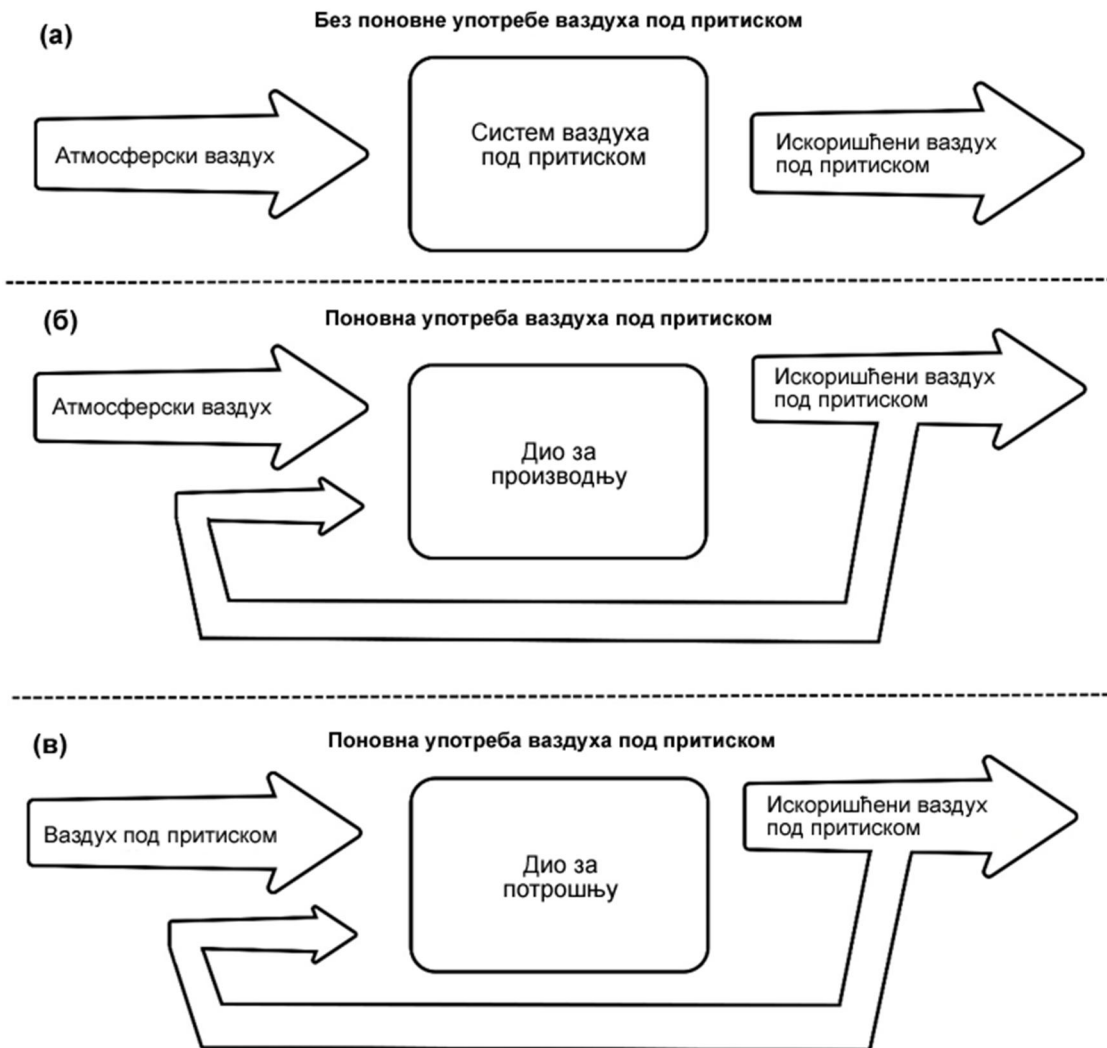 (а)
Без поновне употребе ваздуха под притиском
Атмосферски ваздух
Систем ваздуха
под притиском
Искоришћени ваздух
под притиском
(б)
Поновна употреба ваздуха под притиском
Атмосферски ваздух
Дио за
производњу
Искоришћени ваздух
под притиском
(в)
Поновна употреба ваздуха под притиском
Ваздух под притиском
Дио за
потрошњу
Искоришћени ваздух
под притиском